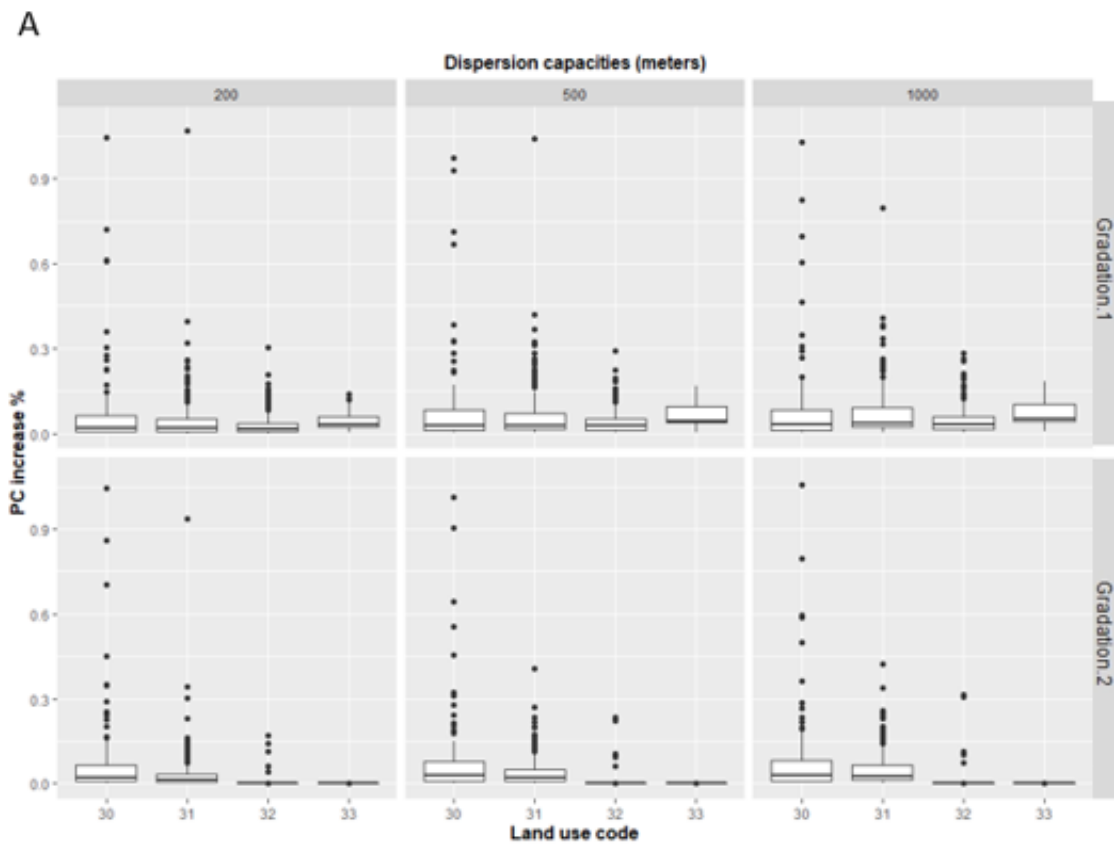 A
Dispersion capacities (meters)
200 500 1000
0.9
0.6
0.3
0.0
Gradation.1
PC increase %
0.9
0.6
0.3
0.0
Gradation.2
30 31 32 33 30 31 32 33 30 31 32 33
Land use code